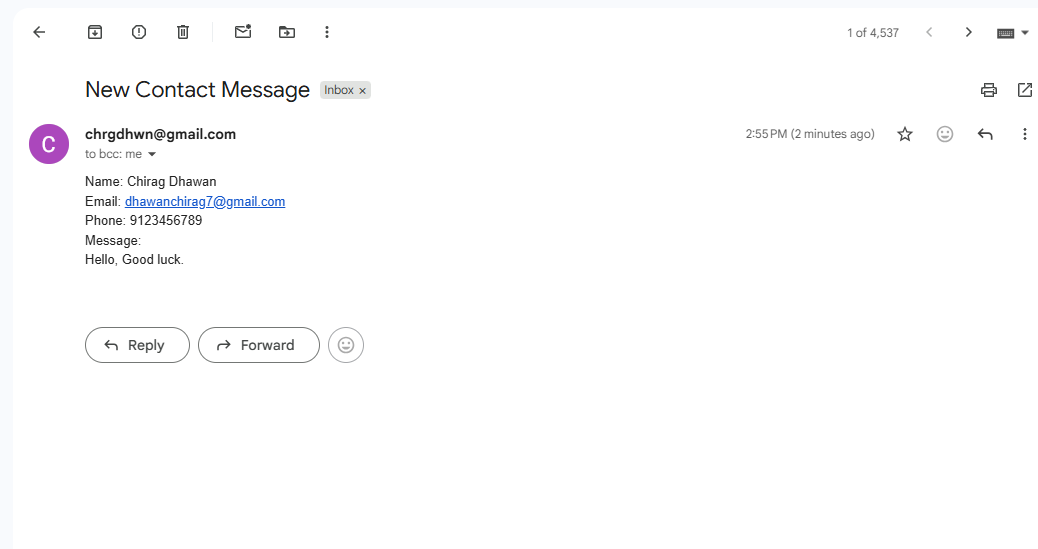 1 of 4,537
New Contact Message
Inbox ×
C
chrgdhwn@gmail.com
2:55 PM (2 minutes ago)
to bcc: me
Name: Chirag Dhawan
Email: dhawanchirag7@gmail.com
Phone: 9123456789
Message:
Hello, Good luck.
Reply
Forward